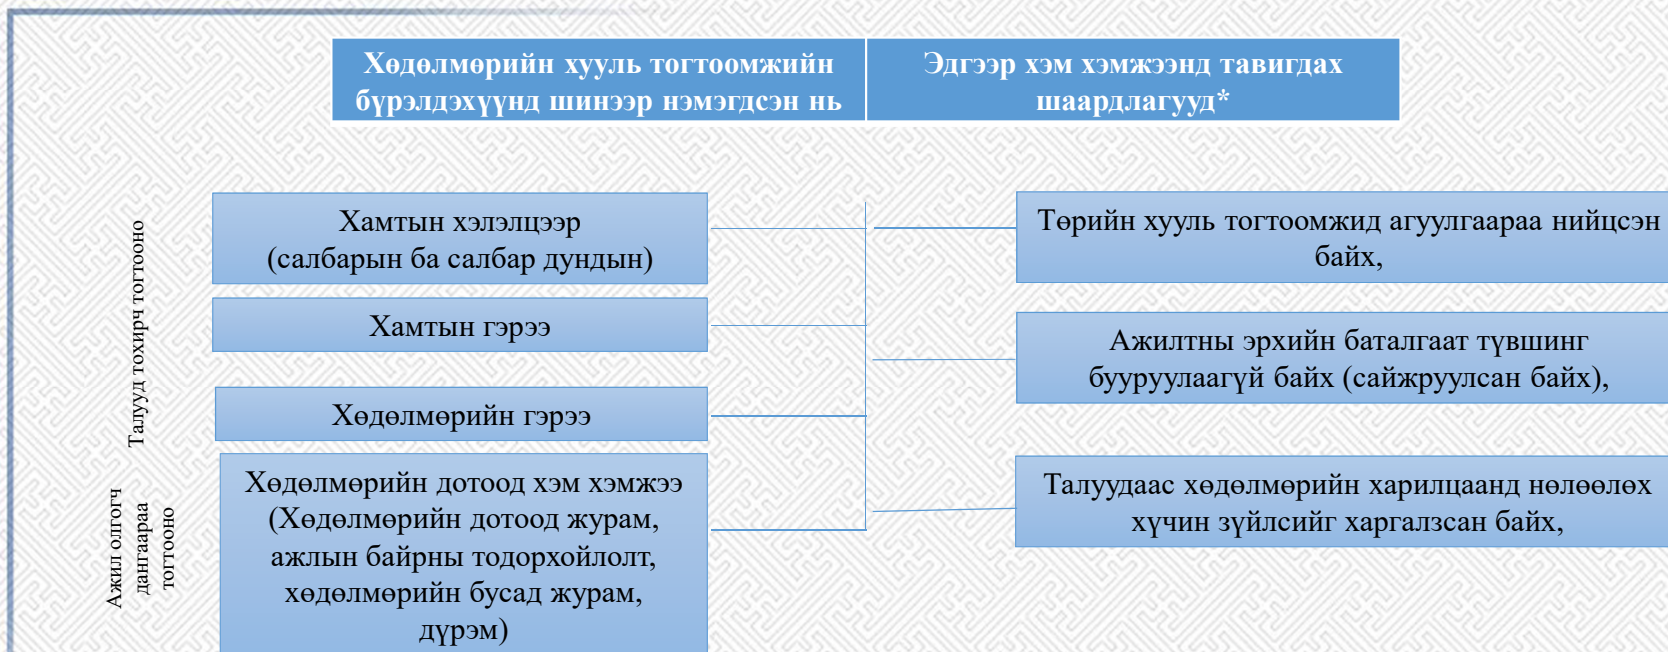 Хөдөлмөрийн хууль тогтоомжийн
бүрэлдэхүүнд шинээр нэмэгдсэн нь
Эдгээр хэм хэмжээнд тавигдах
шаардлагууд*
Талууд тохирч тогтооно
Хамтын хэлэлцээр
(салбарын ба салбар дундын)
Хамтын гэрээ
Хөдөлмөрийн гэрээ
Ажил олгогч
дангаараа
тогтооно
Хөдөлмөрийн дотоод хэм хэмжээ
(Хөдөлмөрийн дотоод журам,
ажлын байрны тодорхойлолт,
хөдөлмөрийн бусад журам,
дүрэм)
Төрийн хууль тогтоомжид агуулгаараа нийцсэн
байх,
Ажилтны эрхийн баталгаат түвшинг
бууруулаагүй байх (сайжруулсан байх),
Талуудаас хөдөлмөрийн харилцаанд нөлөөлөх
хүчин зүйлсийг харгалзсан байх,